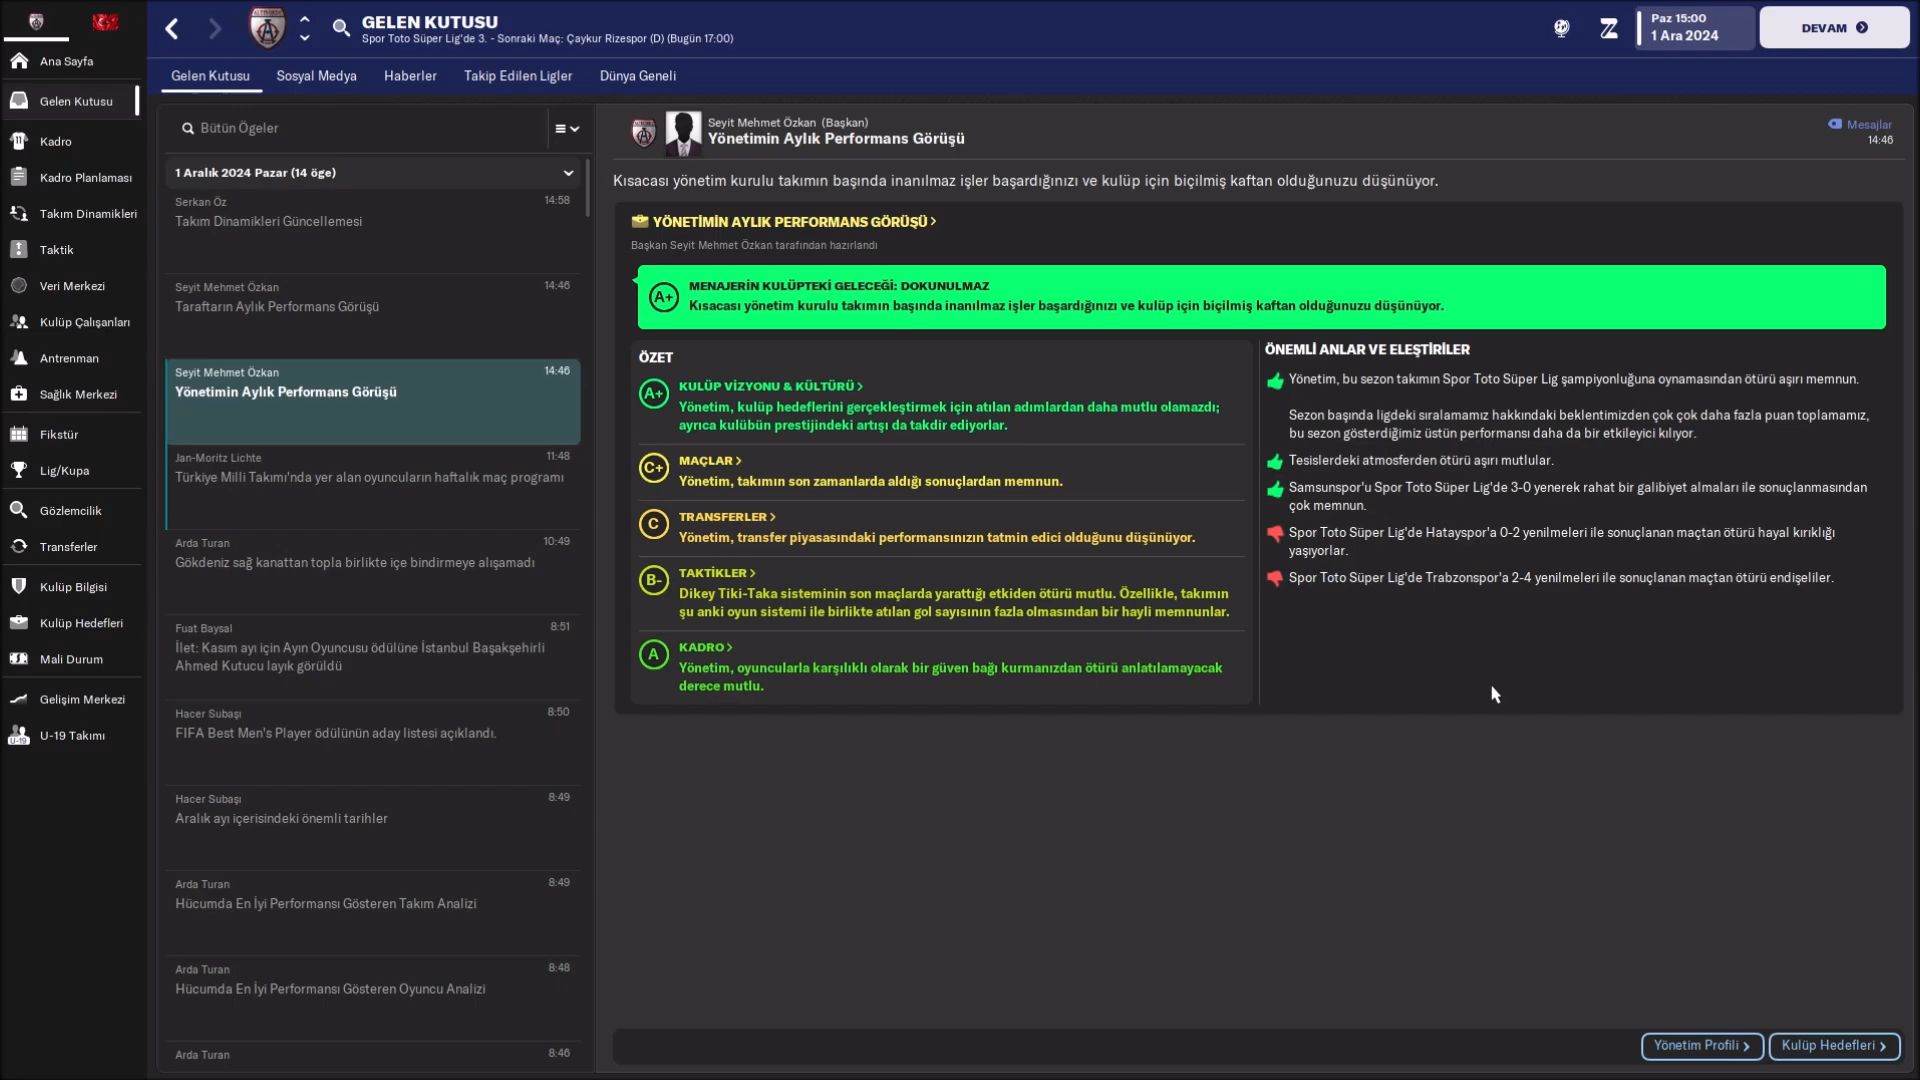 GELEN KUTUSU
Spor Toto Süper Lig'de 3. - Sonraki Maç: Çaykur Rizespor (D) (Bugün 17:00)
Paz 15:00
1 Ara 2024
DEVAM
Gelen Kutusu
Sosyal Medya
Haberler
Takip Edilen Ligler
Dünya Geneli
Ana Sayfa
Gelen Kutusu
Kadro
Kadro Planlaması
Takım Dinamikleri
Taktik
Veri Merkezi
Kulüp Çalışanları
Antrenman
Sağlık Merkezi
Fikstür
Lig/Kupa
Gözlemcilik
Transferler
Kulüp Bilgisi
Kulüp Hedefleri
Mali Durum
Gelişim Merkezi
U-19 Takımı
Bütün Ögeler
1 Aralık 2024 Pazar (14 öge)
Serkan Öz
14:58
Takım Dinamikleri Güncellemesi
Seyit Mehmet Özkan
14:46
Taraftarın Aylık Performans Görüşü
Seyit Mehmet Özkan
14:46
Yönetimin Aylık Performans Görüşü
Jan-Moritz Lichte
11:48
Türkiye Milli Takımı'nda yer alan oyuncuların haftalık maç programı
Arda Turan
10:49
Gökdeniz sağ kanattan topla birlikte içe bindirmeye alışamadı
Fuat Baysal
8:51
İlet: Kasım ayı için Ayın Oyuncusu ödülüne İstanbul Başakşehirli
Ahmed Kutucu layık görüldü
Hacer Subaşı
8:50
FIFA Best Men's Player ödülünün aday listesi açıklandı.
Hacer Subaşı
8:49
Aralık ayı içerisindeki önemli tarihler
Arda Turan
8:49
Hücumda En İyi Performansı Gösteren Takım Analizi
Arda Turan
8:48
Hücumda En İyi Performansı Gösteren Oyuncu Analizi
Arda Turan
8:46
Seyit Mehmet Özkan (Başkan)
Yönetimin Aylık Performans Görüşü
Mesajlar
14:46
Kısacası yönetim kurulu takımın başında inanılmaz işler başardığınızı ve kulüp için biçilmiş kaftan olduğunuzu düşünüyor.
YÖNETİMİN AYLIK PERFORMANS GÖRÜŞÜ
Başkan Seyit Mehmet Özkan tarafından hazırlandı
A+
MENAJERİN KULÜPTEKİ GELECEĞİ: DOKUNULMAZ
Kısacası yönetim kurulu takımın başında inanılmaz işler başardığınızı ve kulüp için biçilmiş kaftan olduğunuzu düşünüyor.
ÖZET
A+
KULÜP VİZYONU & KÜLTÜRÜ
Yönetim, kulüp hedeflerini gerçekleştirmek için atılan adımlardan daha mutlu olamazdı;
ayrıca kulübün prestijindeki artışı da takdir ediyorlar.
C+
MAÇLAR
Yönetim, takımın son zamanlarda aldığı sonuçlardan memnun.
C
TRANSFERLER
Yönetim, transfer piyasasındaki performansınızın tatmin edici olduğunu düşünüyor.
B-
TAKTİKLER
Dikey Tiki-Taka sisteminin son maçlarda yarattığı etkiden ötürü mutlu. Özellikle, takımın
şu anki oyun sistemi ile birlikte atılan gol sayısının fazla olmasından bir hayli memnunlar.
A
KADRO
Yönetim, oyuncularla karşılıklı olarak bir güven bağı kurmanızdan ötürü anlatılamayacak
derece mutlu.
ÖNEMLİ ANLAR VE ELEŞTİRİLER
Yönetim, bu sezon takımın Spor Toto Süper Lig şampiyonluğuna oynamasından ötürü aşırı memnun.
Sezon başında ligdeki sıralamamız hakkındaki beklentimizden çok çok daha fazla puan toplamamız,
bu sezon gösterdiğimiz üstün performansı daha da bir etkileyici kılıyor.
Tesislerdeki atmosferden ötürü aşırı mutlular.
Samsunspor'u Spor Toto Süper Lig'de 3-0 yenerek rahat bir galibiyet almaları ile sonuçlanmasından
çok memnun.
Spor Toto Süper Lig'de Hatayspor'a 0-2 yenilmeleri ile sonuçlanan maçtan ötürü hayal kırıklığı
yaşıyorlar.
Spor Toto Süper Lig'de Trabzonspor'a 2-4 yenilmeleri ile sonuçlanan maçtan ötürü endişeliler.
Yönetim Profili
Kulüp Hedefleri